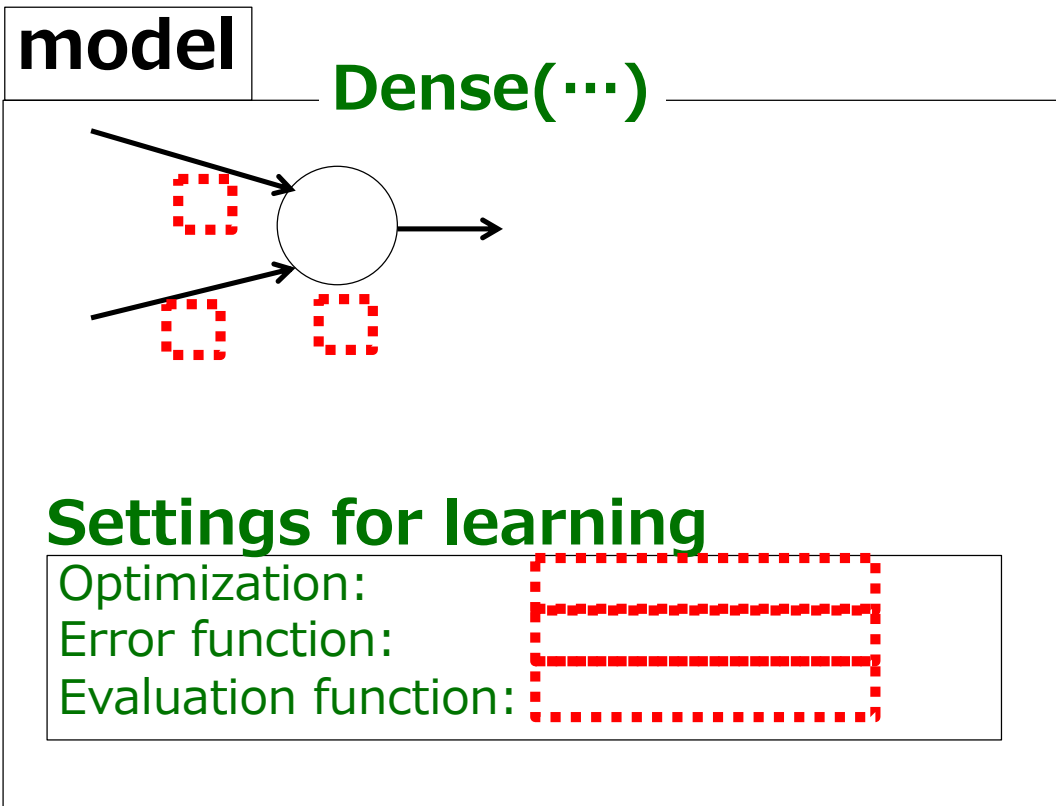 model
Dense(…)
Settings for learning
Optimization:
Error function:
Evaluation function: